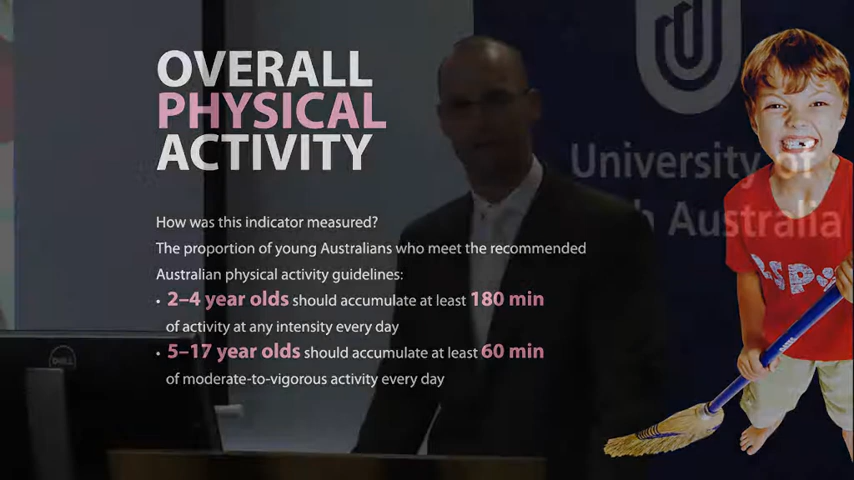 OVERALL
PHYSICAL
ACTIVITY
University of
h Australia
How was this indicator measured?
The proportion of young Australians who meet the recommended
Australian physical activity guidelines:
• 2–4 year olds should accumulate at least 180 min
of activity at any intensity every day
• 5–17 year olds should accumulate at least 60 min
of moderate-to-vigorous activity every day
DELL